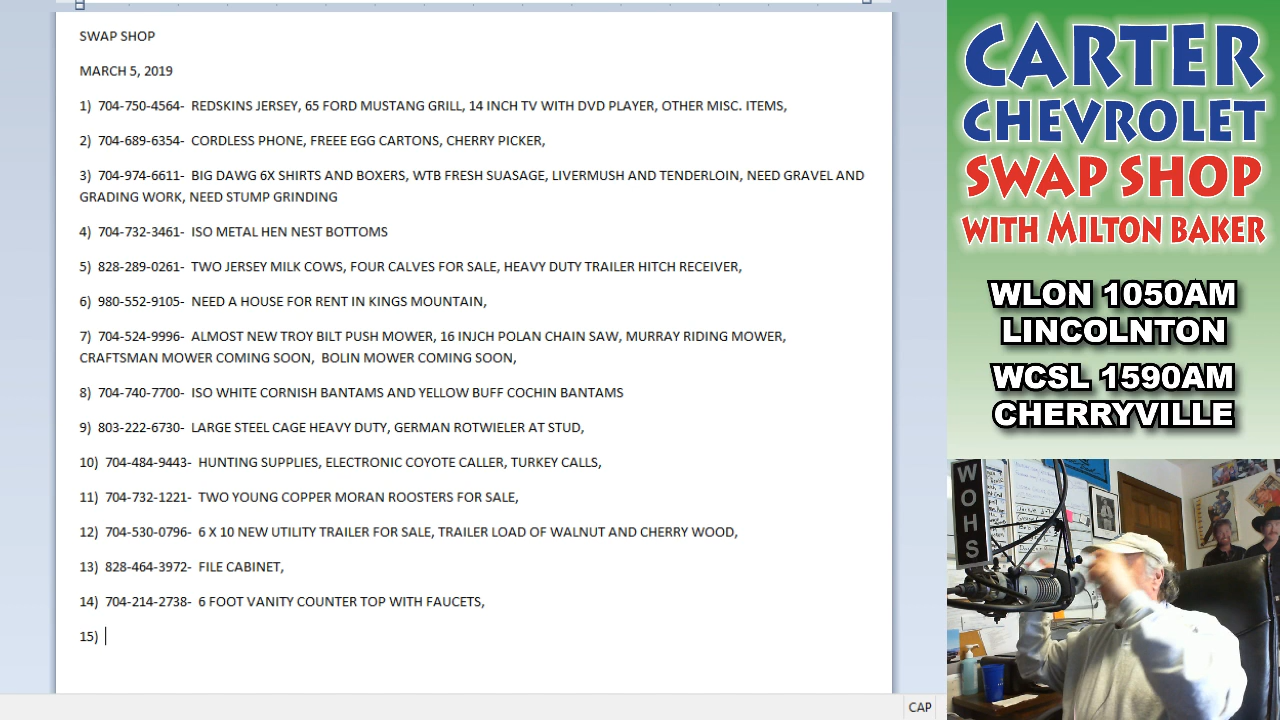 SWAP SHOP
MARCH 5, 2019
1) 704-750-4564- REDSKINS JERSEY, 65 FORD MUSTANG GRILL, 14 INCH TV WITH DVD PLAYER, OTHER MISC. ITEMS,
2) 704-689-6354- CORDLESS PHONE, FREEE EGG CARTONS, CHERRY PICKER,
3) 704-974-6611- BIG DAWG 6X SHIRTS AND BOXERS, WTB FRESH SUASAGE, LIVERMUSH AND TENDERLOIN, NEED GRAVEL AND
GRADING WORK, NEED STUMP GRINDING
4) 704-732-3461- ISO METAL HEN NEST BOTTOMS
5) 828-289-0261- TWO JERSEY MILK COWS, FOUR CALVES FOR SALE, HEAVY DUTY TRAILER HITCH RECEIVER,
6) 980-552-9105- NEED A HOUSE FOR RENT IN KINGS MOUNTAIN,
7) 704-524-9996- ALMOST NEW TROY BILT PUSH MOWER, 16 INJCH POLAN CHAIN SAW, MURRAY RIDING MOWER,
CRAFTSMAN MOWER COMING SOON, BOLIN MOWER COMING SOON,
8) 704-740-7700- ISO WHITE CORNISH BANTAMS AND YELLOW BUFF COCHIN BANTAMS
9) 803-222-6730- LARGE STEEL CAGE HEAVY DUTY, GERMAN ROTWIELER AT STUD,
10) 704-484-9443- HUNTING SUPPLIES, ELECTRONIC COYOTE CALLER, TURKEY CALLS,
11) 704-732-1221- TWO YOUNG COPPER MORAN ROOSTERS FOR SALE,
12) 704-530-0796- 6 X 10 NEW UTILITY TRAILER FOR SALE, TRAILER LOAD OF WALNUT AND CHERRY WOOD,
13) 828-464-3972- FILE CABINET,
14) 704-214-2738- 6 FOOT VANITY COUNTER TOP WITH FAUCETS,
15)
CAP
CARTER
CHEVROLET
SWAP SHOP
WITH MILTON BAKER
WLON 1050AM
LINCOLNTON
WCSL 1590AM
CHERRYVILLE
WOHS